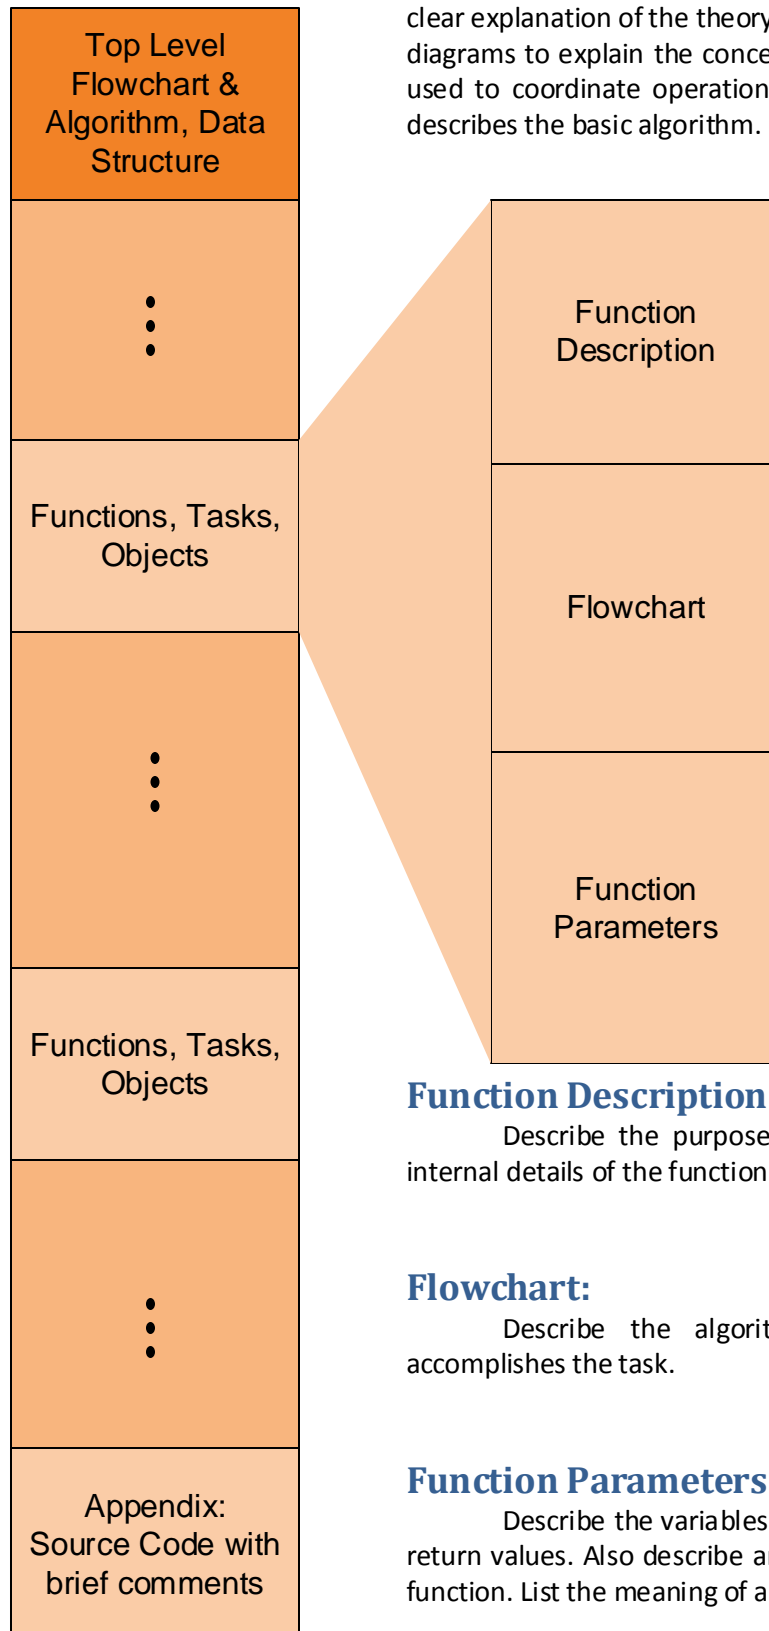 Top Level
Flowchart &
Algorithm, Data
Structure
Functions, Tasks,
Objects
Functions, Tasks,
Objects
Appendix:
Source Code with
brief comments
clear explanation of the theory
diagrams to explain the conce
used to coordinate operation
describes the basic algorithm.
Function
Description
Flowchart
Function
Parameters
Function Description
Describe the purpose
internal details of the function
Flowchart:
Describe the algorit
accomplishes the task.
Function Parameters
Describe the variables
return values. Also describe a
function. List the meaning of a